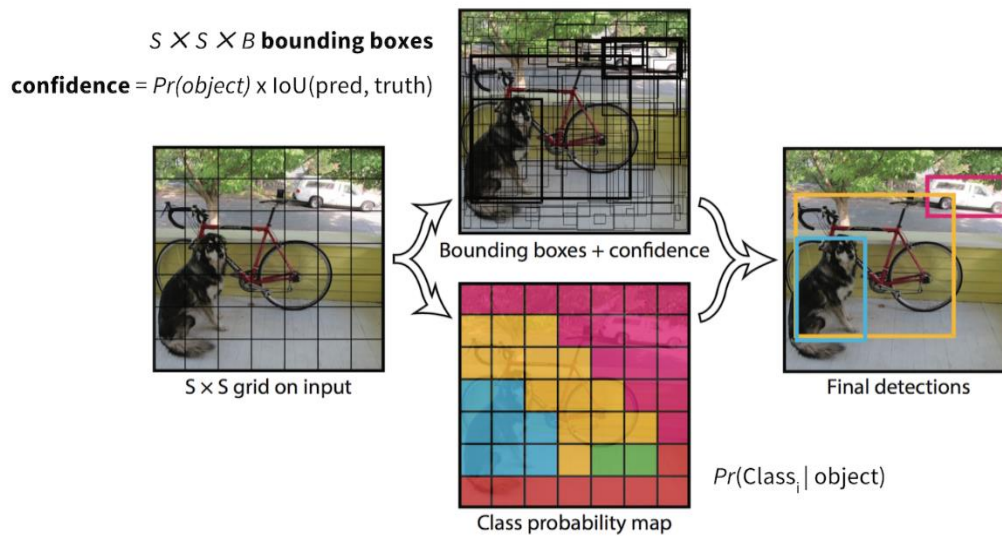 S × S × B bounding boxes
confidence = Pr(object) x IoU(pred, truth)
Bounding boxes + confidence
S × S grid on input
Final detections
Pr(Class_i | object)
Class probability map